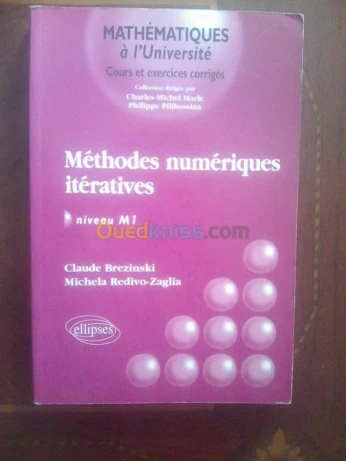 MATHÉMATIQUES
à l'Université
Cours et exercices corrigés
Collection dirigée par
Charles-Michel Marle
Philippe Pilibossian
Méthodes numériques
itératives
niveau M1
Ouedkniss.com
Claude Brezinski
Michela Redivo-Zaglia
ellipses